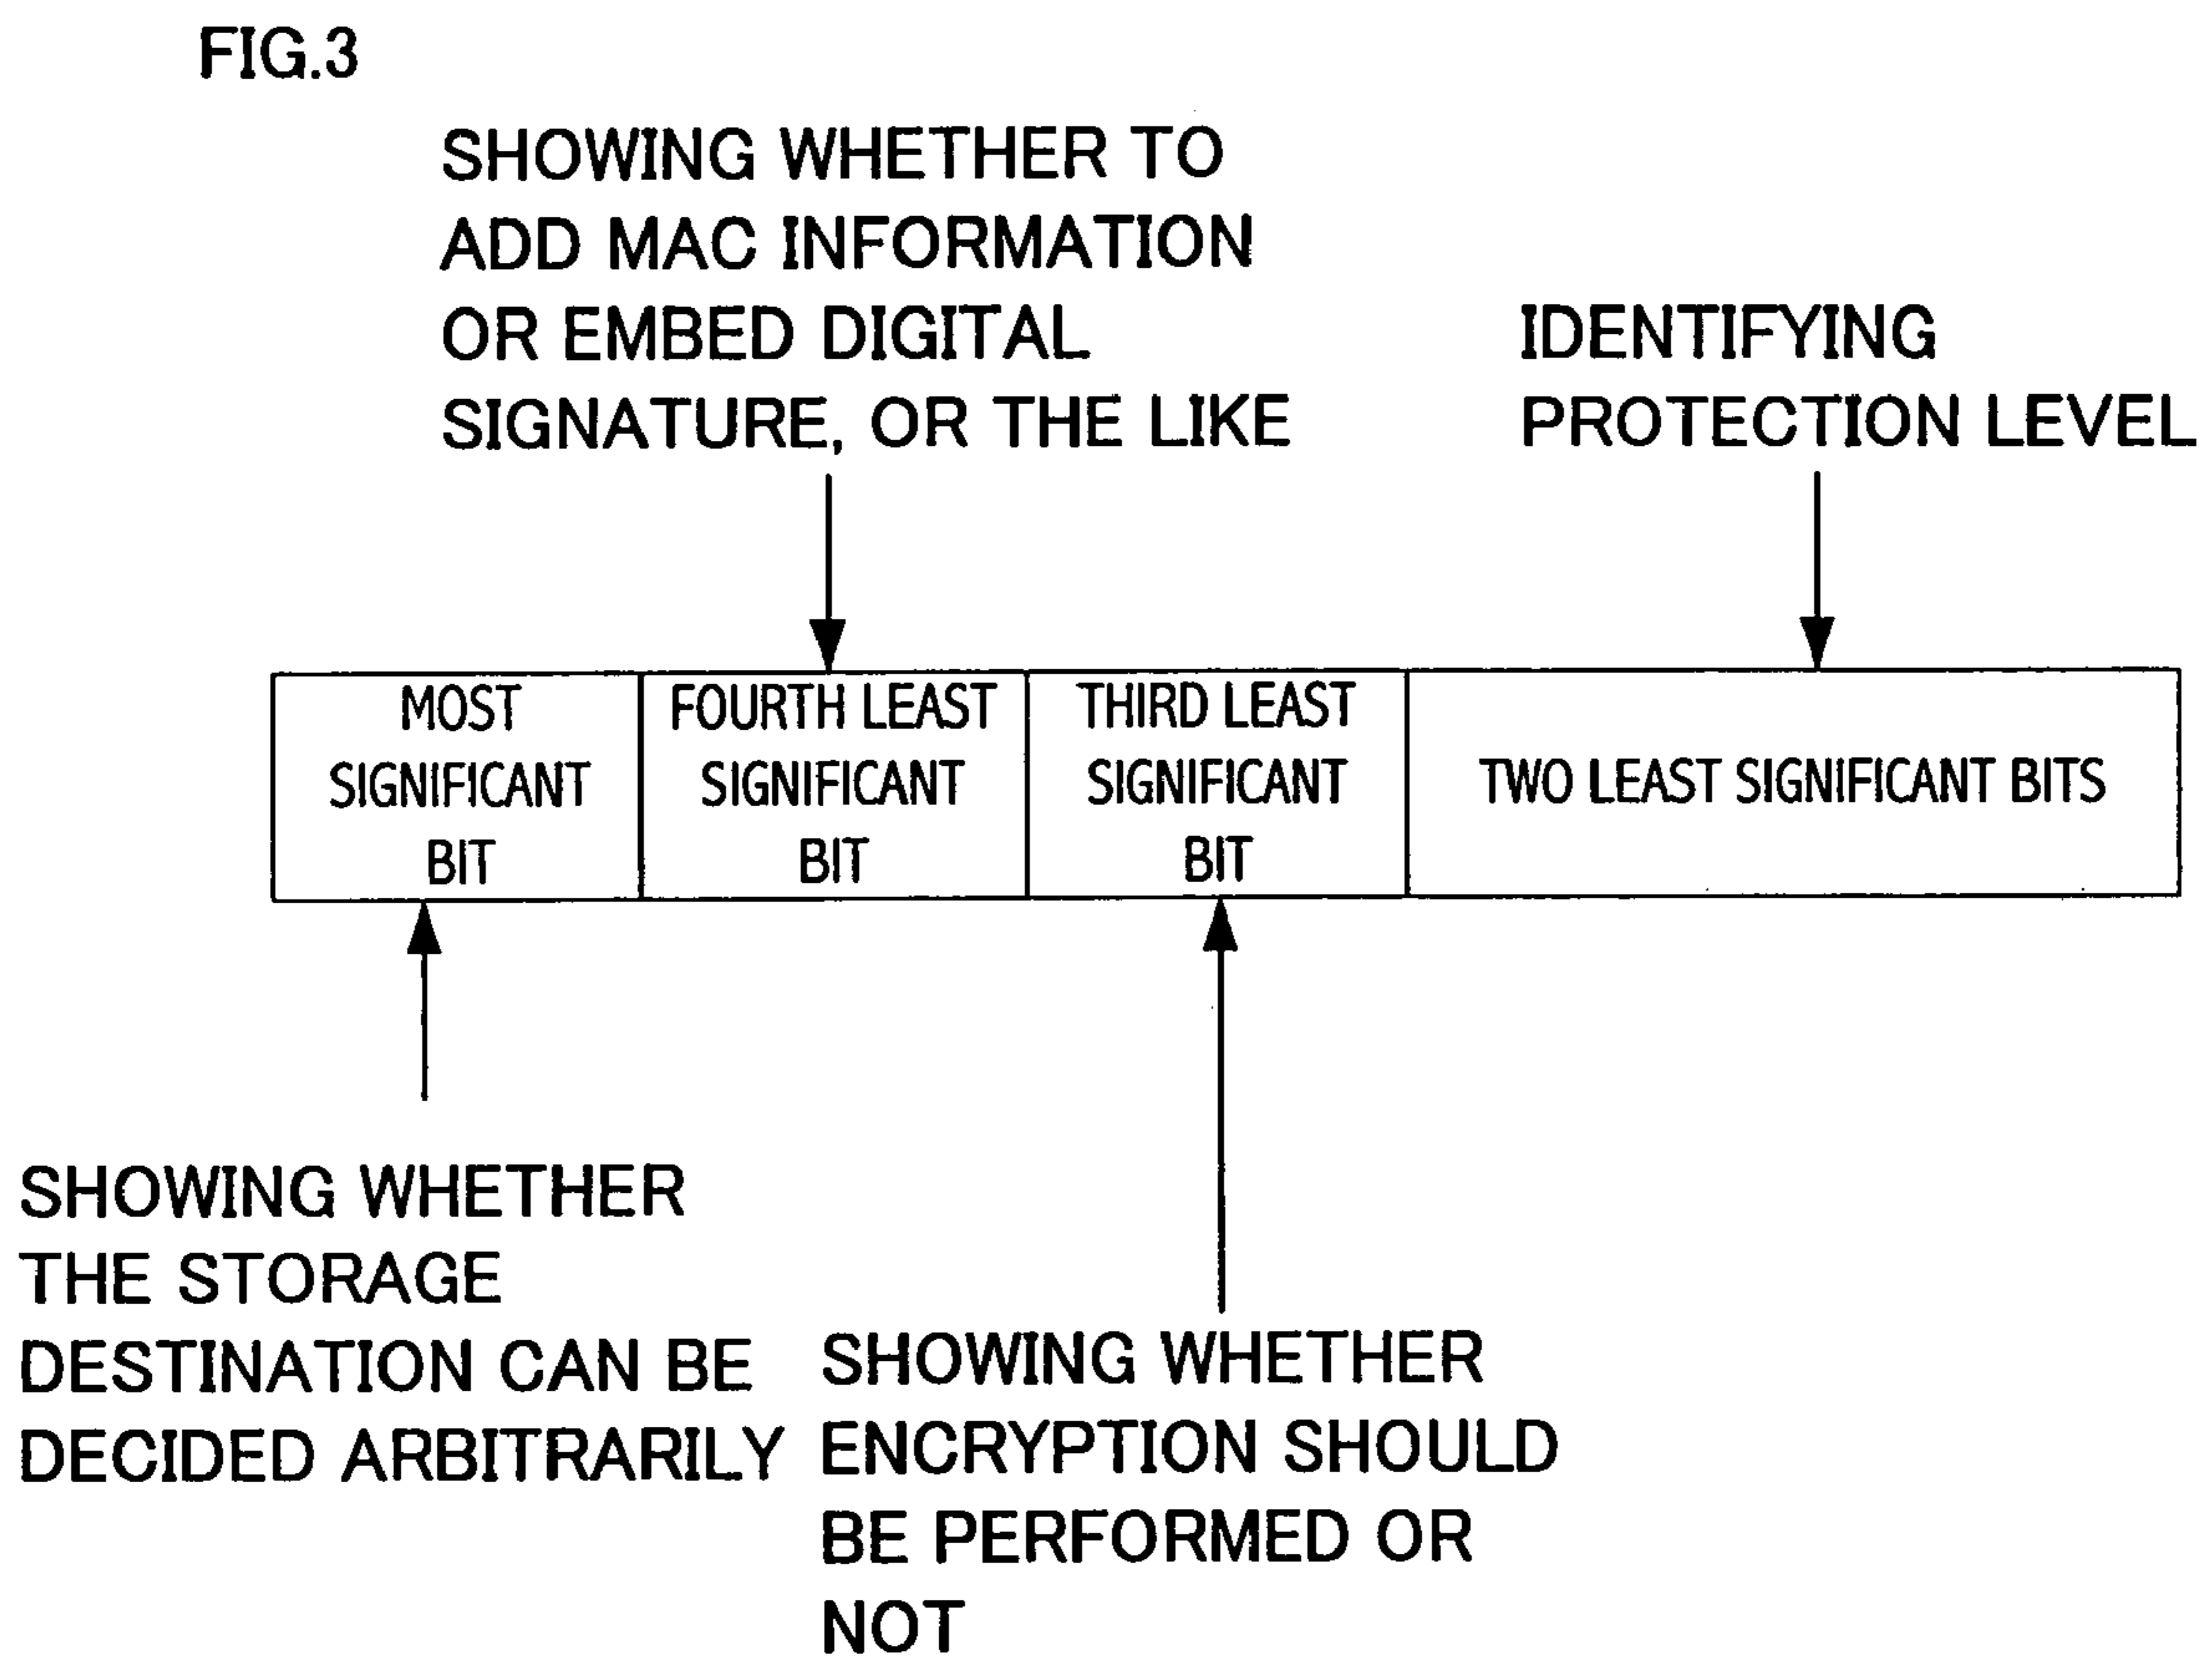 FIG.3
SHOWING WHETHER TO
ADD MAC INFORMATION
OR EMBED DIGITAL
SIGNATURE, OR THE LIKE
IDENTIFYING
PROTECTION LEVEL
MOST
SIGNIFICANT
BIT
FOURTH LEAST
SIGNIFICANT
BIT
THIRD LEAST
SIGNIFICANT
BIT
TWO LEAST SIGNIFICANT BITS
SHOWING WHETHER
THE STORAGE
DESTINATION CAN BE
DECIDED ARBITRARILY
SHOWING WHETHER
ENCRYPTION SHOULD
BE PERFORMED OR
NOT